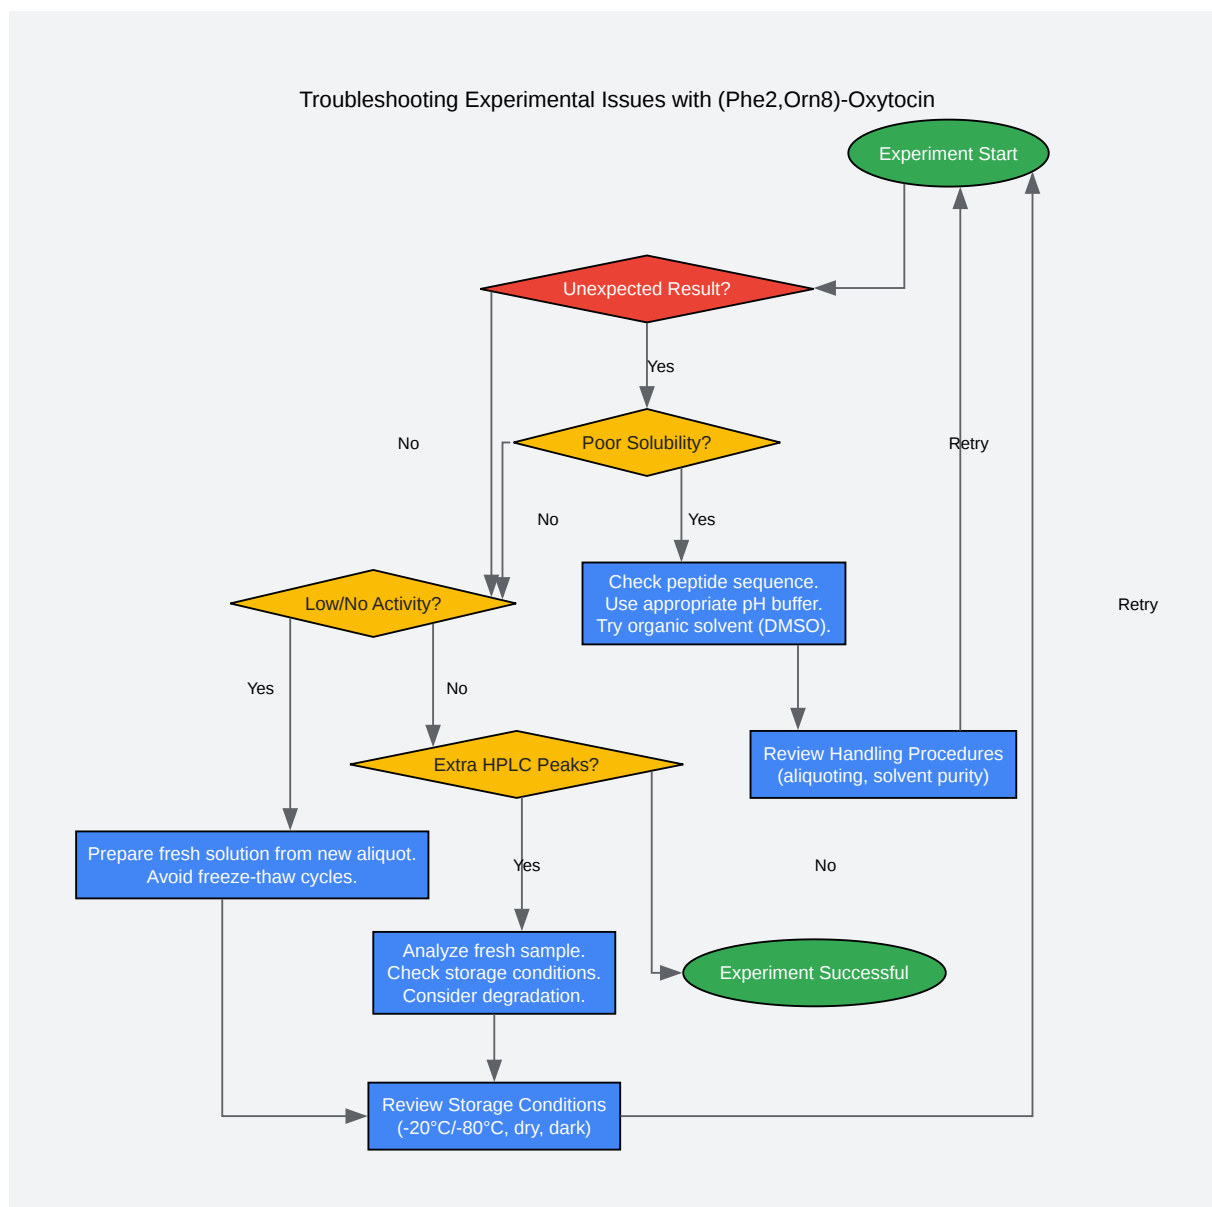 Troubleshooting Experimental Issues with (Phe2,Orn8)-Oxytocin
Experiment Start
Unexpected Result?
Yes
No
Poor Solubility?
Retry
No
Yes
Check peptide sequence.
Use appropriate pH buffer.
Try organic solvent (DMSO).
Low/No Activity?
Retry
Yes
No
Review Handling Procedures
(aliquoting, solvent purity)
Extra HPLC Peaks?
Prepare fresh solution from new aliquot.
Avoid freeze-thaw cycles.
Yes
No
Analyze fresh sample.
Check storage conditions.
Consider degradation.
Experiment Successful
Review Storage Conditions
(-20°C/-80°C, dry, dark)